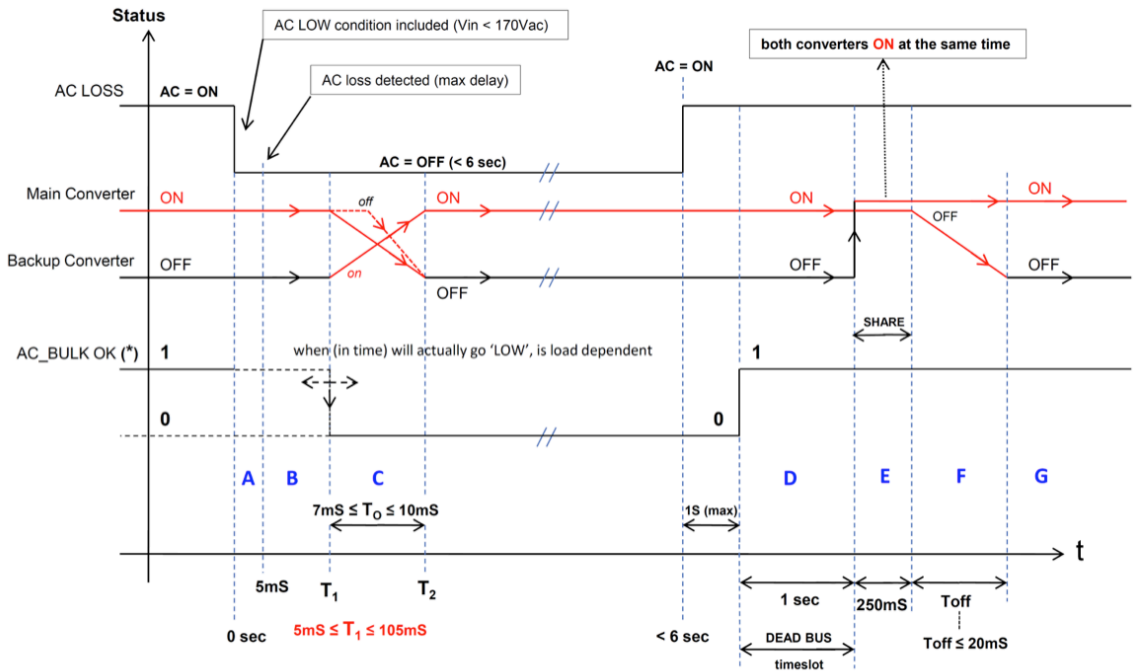 Status
AC LOW condition included (Vin < 170Vac)
AC loss detected (max delay)
both converters ON at the same time
AC LOSS
AC = ON
AC = ON
AC = OFF (< 6 sec)
Main Converter
ON
off
ON
ON
ON
OFF
Backup Converter
OFF
on
OFF
OFF
OFF
SHARE
AC_BULK OK (*)
1
when (in time) will actually go 'LOW', is load dependent
1
0
0
A
B
C
D
E
F
G
7mS ≤ To ≤ 10mS
1S (max)
t
5mS
T1
T2
1 sec
250mS
Toff
0 sec
5mS ≤ T1 ≤ 105mS
< 6 sec
DEAD BUS
timeslot
Toff ≤ 20mS